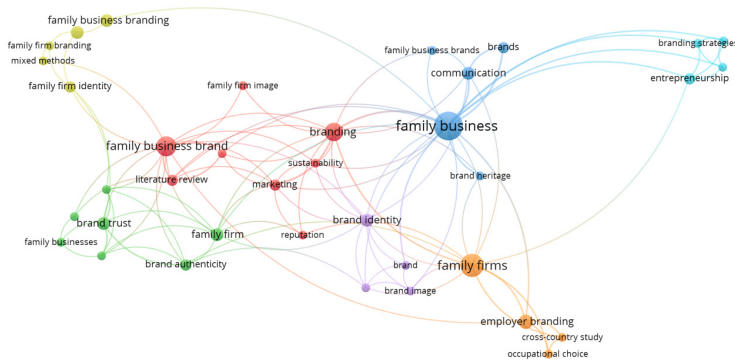 family business branding
family firm branding
mixed methods
family firm identity
family firm image
family business brands
brands
communication
branding strategies
entrepreneurship
family business
branding
family business brand
sustainability
literature review
marketing
brand heritage
brand trust
family businesses
family firm
reputation
brand identity
brand authenticity
brand
brand image
family firms
employer branding
cross-country study
occupational choice